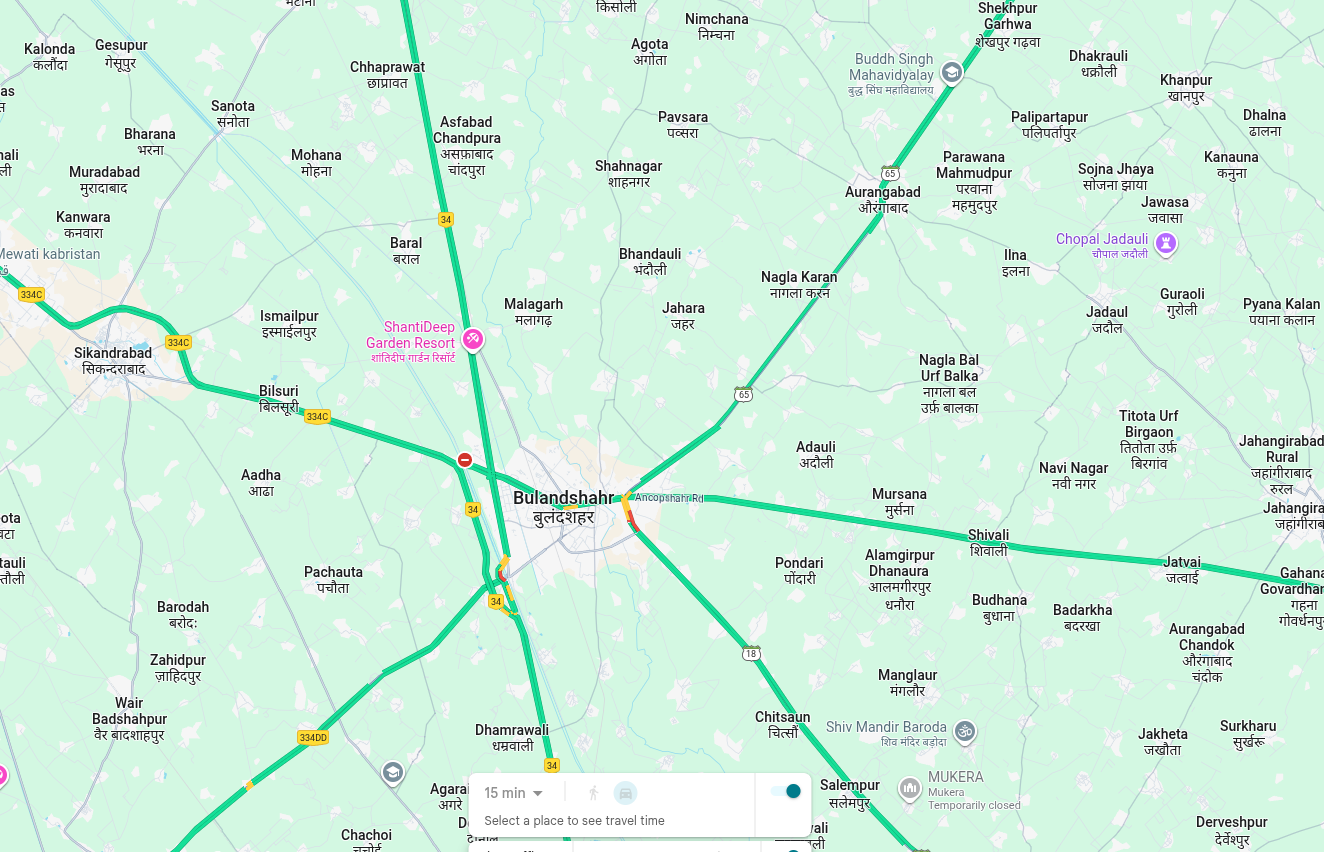 भटौना
किसोली
Shekhpur
Garhwa
शेखपुर गढ़वा
Nimchana
निम्चना
Kalonda
कलौंदा
Gesupur
गेसूपुर
Agota
अगोता
Buddh Singh
Mahavidyalay
बुद्ध सिंघ महाविद्यालय
Dhakrauli
धक्रौली
Chhaprawat
छाप्रावत
Khanpur
खानपुर
Sanota
सनोता
Asfabad
Chandpura
असफ़ाबाद
चांदपुरा
Pavsara
पव्सरा
Palipartapur
पलिपर्तापुर
Dhalna
ढालना
Bharana
भरना
Mohana
मोहना
Shahnagar
शाहनगर
Parawana
Mahmudpur
परवाना
महमुदपुर
Kanauna
कनुना
Muradabad
मुरादाबाद
65
Sojna Jhaya
सोजना झाया
Aurangabad
औरंगाबाद
Jawasa
जवासा
Kanwara
कनवारा
34
Baral
बराल
Chopal Jadauli
चौपाल जदौली
Mewati kabristan
Bhandauli
भंदौली
Ilna
इलना
Nagla Karan
नागला करन
334C
Malagarh
मलागढ़
Jahara
जहर
Guraoli
गुरोली
Pyana Kalan
पयाना कलान
Ismailpur
इस्माईलपुर
Jadaul
जदौल
ShantiDeep
Garden Resort
शांतिदीप गार्डन रिसॉर्ट
334C
Sikandrabad
सिकन्दराबाद
Nagla Bal
Urf Balka
नागला बल
उर्फ़ बालका
Bilsuri
बिलसूरी
65
334C
Titota Urf
Birgaon
तितोता उर्फ़
बिरगांव
Adauli
अदौली
Jahangirabad
Rural
जहांगीराबाद
रुरल
Aadha
आढा
Navi Nagar
नवी नगर
Bulandshahr
बुलंदशहर
Anoopshahr Rd
Mursana
मुर्सना
34
Shivali
शिवाली
Alamgirpur
Dhanaura
आलमगीरपुर
धनौरा
Pondari
पोंदारी
Jatvai
जत्वाई
Pachauta
पचौता
34
Barodah
बरोदः
Budhana
बुधाना
Badarkha
बदरखा
Aurangabad
Chandok
औरंगाबाद
चंदोक
Zahidpur
ज़ाहिदपुर
18
Manglaur
मंगलौर
Wair
Badshahpur
वैर बादशाहपुर
Chitsaun
चित्सौं
Shiv Mandir Baroda
शिव मंदिर बड़ोदा
Dhamrawali
धम्रवाली
334DD
Jakheta
जखौता
Surkharu
सुर्खरू
34
MUKERA
Mukera
Temporarily closed
Salempur
सलेमपुर
15 min
Select a place to see travel time
Chachoi
चचोई
Derveshpur
देर्वेश्पुर